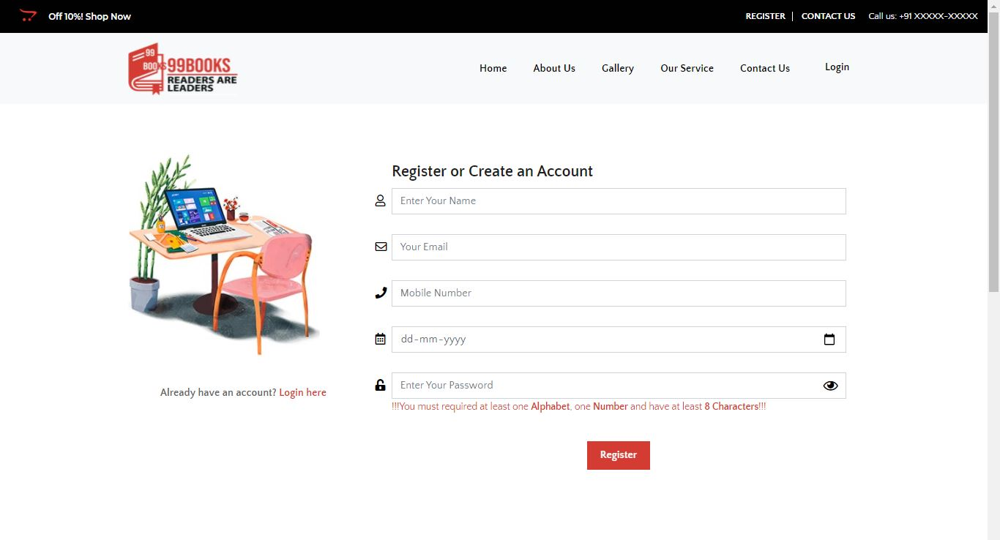 Off 10%! Shop Now
REGISTER | CONTACT US Call us: +91 XXXXX-XXXXX
99
BOOKS
99BOOKS
READERS ARE
LEADERS
Home About Us Gallery Our Service Contact Us Login
Register or Create an Account
Enter Your Name
Your Email
Mobile Number
dd-mm-yyyy
Enter Your Password
!!!You must required at least one Alphabet, one Number and have at least 8 Characters!!!
Already have an account? Login here
Register